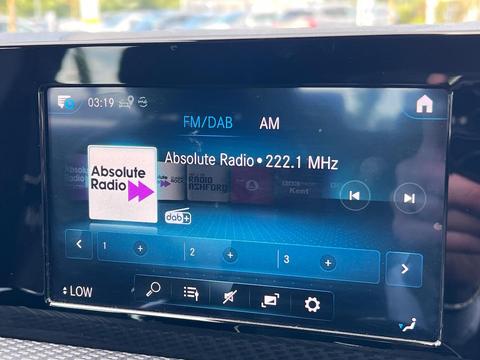 03:19
FM/DAB AM
Absolute Radio • 222.1 MHz
Absolute
Radio
RADIO
ASHFORD
Kent
dab+
1 2 3
LOW